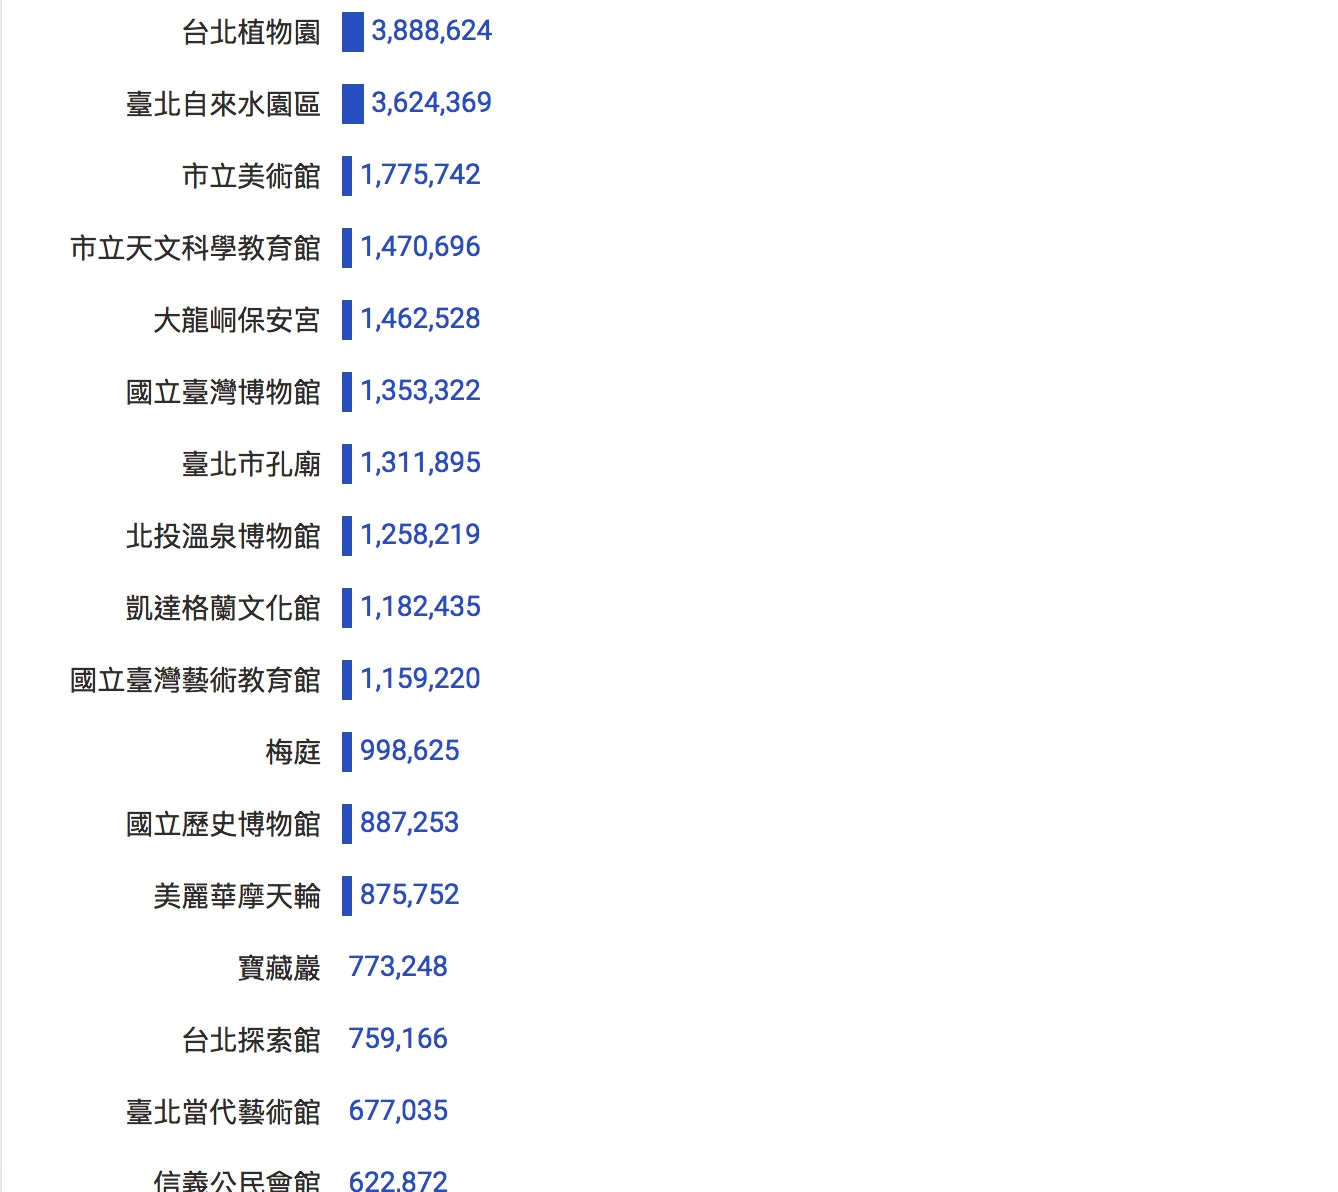 台北植物園 3,888,624
臺北自來水園區 3,624,369
市立美術館 1,775,742
市立天文科學教育館 1,470,696
大龍峒保安宮 1,462,528
國立臺灣博物館 1,353,322
臺北市孔廟 1,311,895
北投溫泉博物館 1,258,219
凱達格蘭文化館 1,182,435
國立臺灣藝術教育館 1,159,220
梅庭 998,625
國立歷史博物館 887,253
美麗華摩天輪 875,752
寶藏巖 773,248
台北探索館 759,166
臺北當代藝術館 677,035
信義公民會館 622,872